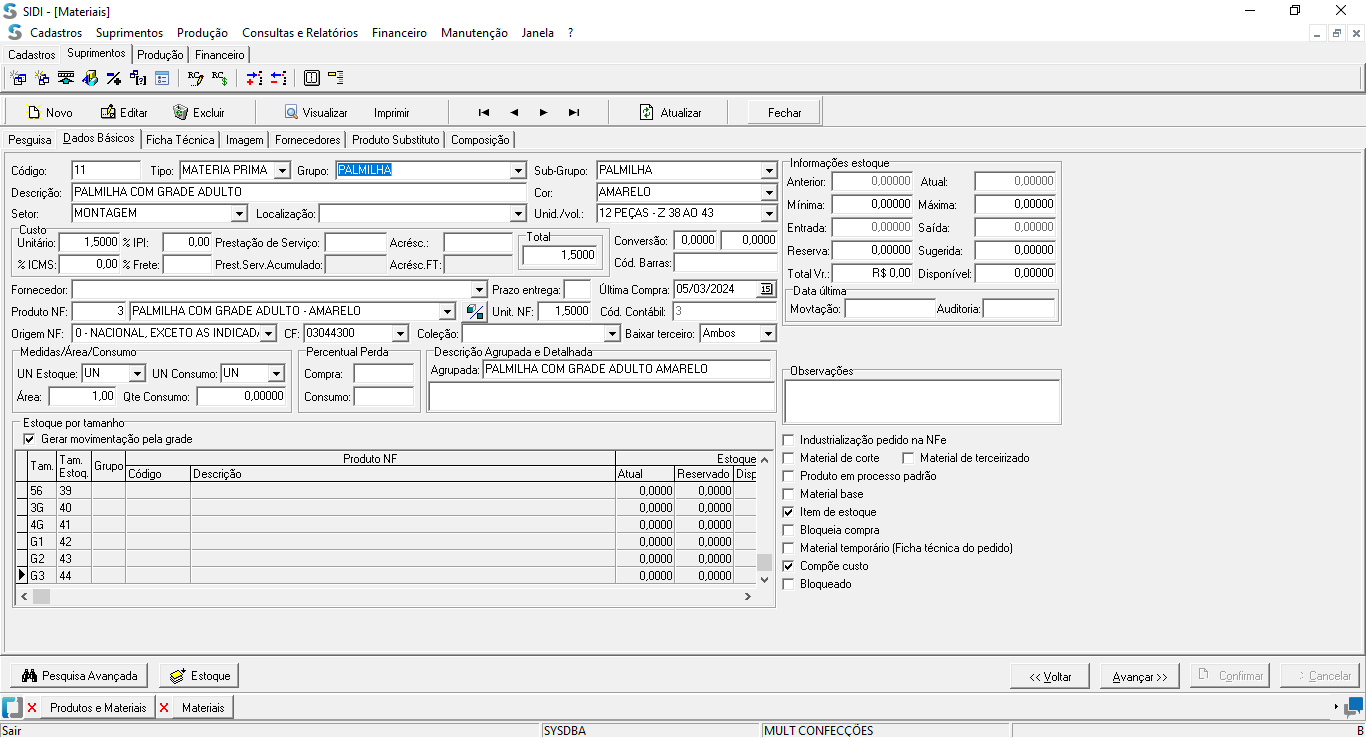 SIDI - [Materiais]
Cadastros Suprimentos Produção Consultas e Relatórios Financeiro Manutenção Janela ?
Cadastros Suprimentos Produção Financeiro
Novo Editar Excluir Visualizar Imprimir Atualizar Fechar
Pesquisa Dados Básicos Ficha Técnica Imagem Fornecedores Produto Substituto Composição
Código: 11 Tipo: MATERIA PRIMA Grupo: PALMILHA Sub-Grupo: PALMILHA
Descrição: PALMILHA COM GRADE ADULTO Cor: AMARELO
Setor: MONTAGEM Localização: Unid./vol.: 12 PEÇAS - Z 38 AO 43
Custo
Unitário: 1,5000 % IPI: 0,00 Prestação de Serviço: Acrésc.:
% ICMS: 0,00 % Frete: Prest.Serv.Acumulado: Acrésc.FT:
Total
1,5000
Conversão: 0,0000 0,0000
Cód. Barras:
Fornecedor: Prazo entrega: Última Compra: 05/03/2024 15
Produto NF: 3 PALMILHA COM GRADE ADULTO - AMARELO Unit. NF: 1,5000 Cód. Contábil: 3
Origem NF: 0 - NACIONAL, EXCETO AS INDICADA CF: 03044300 Coleção: Baixar terceiro: Ambos
Medidas/Área/Consumo
UN Estoque: UN UN Consumo: UN
Área: 1,00 Qte Consumo: 0,00000
Percentual Perda
Compra:
Consumo:
Descrição Agrupada e Detalhada
Agrupada: PALMILHA COM GRADE ADULTO AMARELO
Informações estoque
Anterior: 0,00000 Atual: 0,00000
Mínima: 0,00000 Máxima: 0,00000
Entrada: 0,00000 Saída: 0,00000
Reserva: 0,00000 Sugerida: 0,00000
Total Vr.: R$ 0,00 Disponível: 0,00000
Data última
Movtação: Auditoria:
Observações
Estoque por tamanho
Gerar movimentação pela grade
Tam. Tam. Estoq. Grupo Produto NF Estoque
Código Descrição Atual Reservado Disp
56 39 0,0000 0,0000
3G 40 0,0000 0,0000
4G 41 0,0000 0,0000
G1 42 0,0000 0,0000
G2 43 0,0000 0,0000
G3 44 0,0000 0,0000
Industrialização pedido na NFe
Material de corte Material de terceirizado
Produto em processo padrão
Material base
Item de estoque
Bloqueia compra
Material temporário (Ficha técnica do pedido)
Compõe custo
Bloqueado
Pesquisa Avançada Estoque << Voltar Avançar >> Confirmar Cancelar
Produtos e Materiais Materiais
Sair SYSDBA MULT CONFECÇÕES B